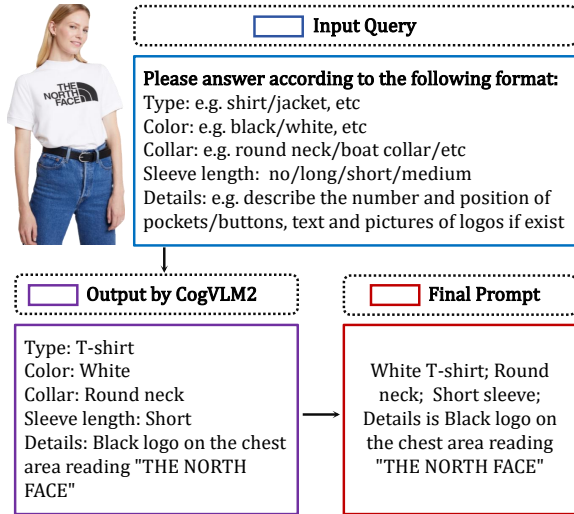 THE
NORTH
FACE
Input Query
Please answer according to the following format:
Type: e.g. shirt/jacket, etc
Color: e.g. black/white, etc
Collar: e.g. round neck/boat collar/etc
Sleeve length:  no/long/short/medium
Details: e.g. describe the number and position of
pockets/buttons, text and pictures of logos if exist
Output by CogVLM2
Type: T-shirt
Color: White
Collar: Round neck
Sleeve length: Short
Details: Black logo on the chest
area reading "THE NORTH
FACE"
Final Prompt
White T-shirt; Round
neck;  Short sleeve;
Details is Black logo on
the chest area reading
"THE NORTH FACE"